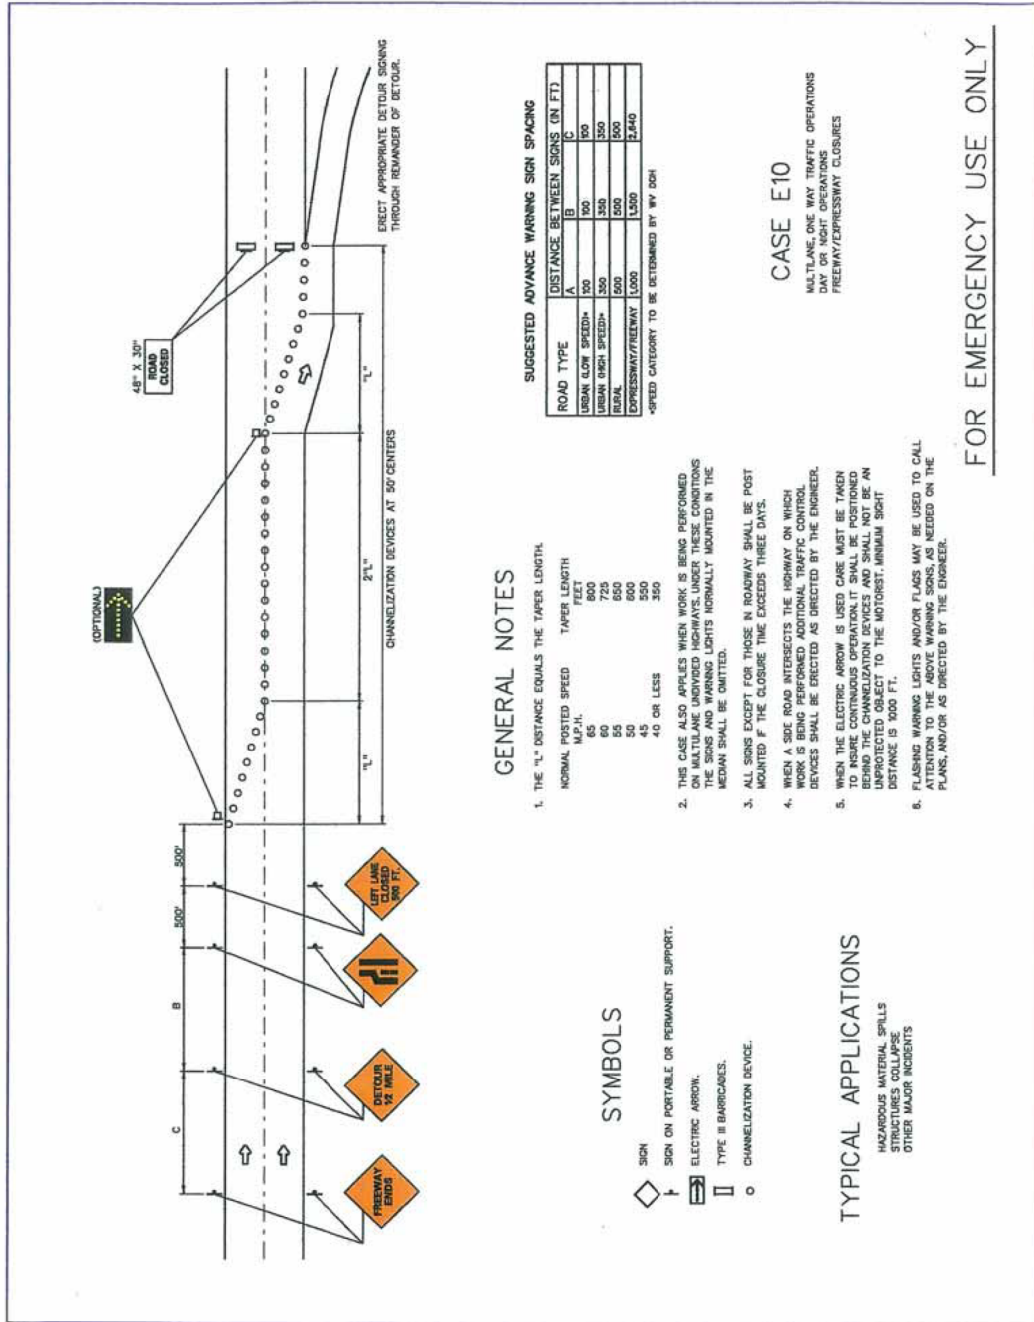 FREEWAY
ENDS
DETOUR
1/2 MILE
LEFT LANE
CLOSED
500 FT.
C
B
500'
500'
(OPTIONAL)
48" X 30"
ROAD
CLOSED
"L"
2"L"
"L"
CHANNELIZATION DEVICES AT 50' CENTERS
ERECT APPROPRIATE DETOUR SIGNING
THROUGH REMAINDER OF DETOUR.
SYMBOLS
SIGN
SIGN ON PORTABLE OR PERMANENT SUPPORT.
ELECTRIC ARROW.
TYPE III BARRICADES.
CHANNELIZATION DEVICE.
TYPICAL APPLICATIONS
HAZARDOUS MATERIAL SPILLS
STRUCTURES COLLAPSE
OTHER MAJOR INCIDENTS
GENERAL NOTES
1. THE "L" DISTANCE EQUALS THE TAPER LENGTH.
NORMAL POSTED SPEED TAPER LENGTH
M.P.H. FEET
65 800
60 725
55 650
50 600
45 550
40 OR LESS 350
2. THIS CASE ALSO APPLIES WHEN WORK IS BEING PERFORMED
ON MULTILANE UNDIVIDED HIGHWAYS. UNDER THESE CONDITIONS
THE SIGNS AND WARNING LIGHTS NORMALLY MOUNTED IN THE
MEDIAN SHALL BE OMITTED.
3. ALL SIGNS EXCEPT FOR THOSE IN ROADWAY SHALL BE POST
MOUNTED IF THE CLOSURE TIME EXCEEDS THREE DAYS.
4. WHEN A SIDE ROAD INTERSECTS THE HIGHWAY ON WHICH
WORK IS BEING PERFORMED ADDITIONAL TRAFFIC CONTROL
DEVICES SHALL BE ERECTED AS DIRECTED BY THE ENGINEER.
5. WHEN THE ELECTRIC ARROW IS USED CARE MUST BE TAKEN
TO INSURE CONTINUOUS OPERATION. IT SHALL BE POSITIONED
BEHIND THE CHANNELIZATION DEVICES AND SHALL NOT BE AN
UNPROTECTED OBJECT TO THE MOTORIST. MINIMUM SIGHT
DISTANCE IS 1000 FT.
6. FLASHING WARNING LIGHTS AND/OR FLAGS MAY BE USED TO CALL
ATTENTION TO THE ABOVE WARNING SIGNS, AS NEEDED ON THE
PLANS, AND/OR AS DIRECTED BY THE ENGINEER.
SUGGESTED ADVANCE WARNING SIGN SPACING
ROAD TYPE DISTANCE BETWEEN SIGNS (IN FT)
A B C
URBAN (LOW SPEED)* 100 100 100
URBAN (HIGH SPEED)* 350 350 350
RURAL 500 500 500
EXPRESSWAY/FREEWAY 1,000 1,500 2,640
*SPEED CATEGORY TO BE DETERMINED BY WV DOH
CASE E10
MULTILANE, ONE WAY TRAFFIC OPERATIONS
DAY OR NIGHT OPERATIONS
FREEWAY/EXPRESSWAY CLOSURES
FOR EMERGENCY USE ONLY